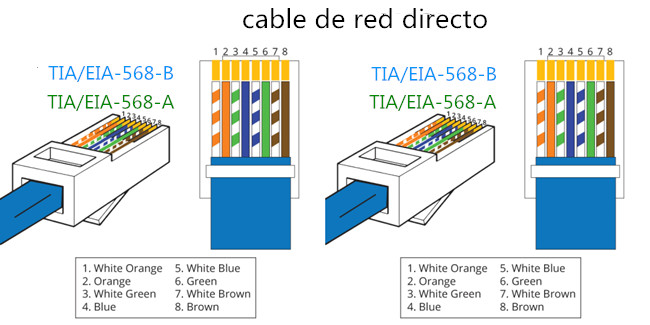 cable de red directo
1 2 3 4 5 6 7 8
TIA/EIA-568-B
TIA/EIA-568-A
12345678
1. White Orange 5. White Blue
2. Orange 6. Green
3. White Green 7. White Brown
4. Blue 8. Brown
1 2 3 4 5 6 7 8
TIA/EIA-568-B
TIA/EIA-568-A
12345678
1. White Orange 5. White Blue
2. Orange 6. Green
3. White Green 7. White Brown
4. Blue 8. Brown